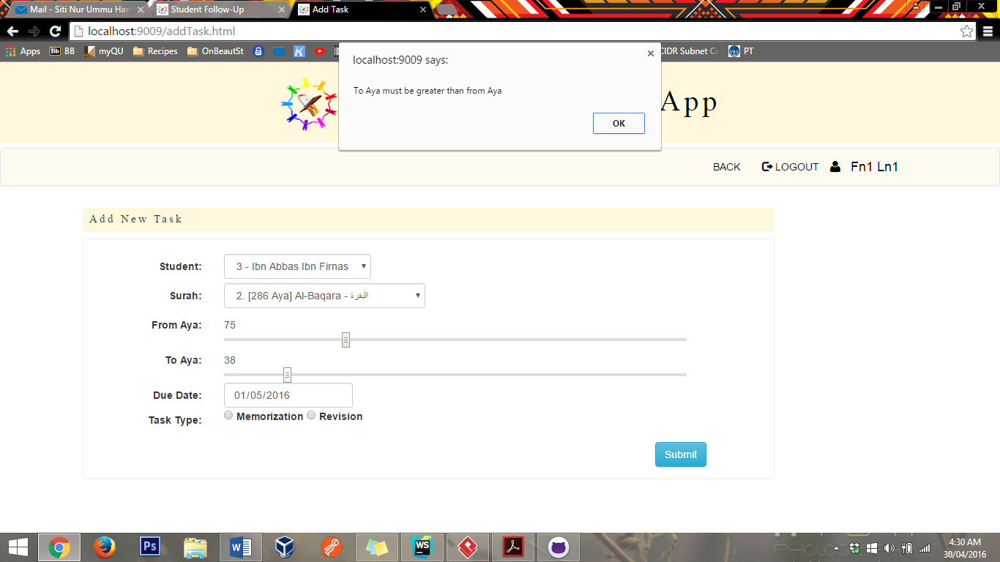 Mail - Siti Nur Ummu Ham
Student Follow-Up
Add Task
localhost:9009/addTask.html
Apps
Bb BB
myQU
Recipes
OnBeautSt
CIDR Subnet Ca
PT
localhost:9009 says:
To Aya must be greater than from Aya
OK
App
BACK
LOGOUT
Fn1 Ln1
Add New Task
Student: 3 - Ibn Abbas Ibn Firnas
Surah: 2. [286 Aya] Al-Baqara - البقرة
From Aya: 75
To Aya: 38
Due Date: 01/05/2016
Task Type: Memorization Revision
Submit
Ps
WS
4:30 AM
30/04/2016